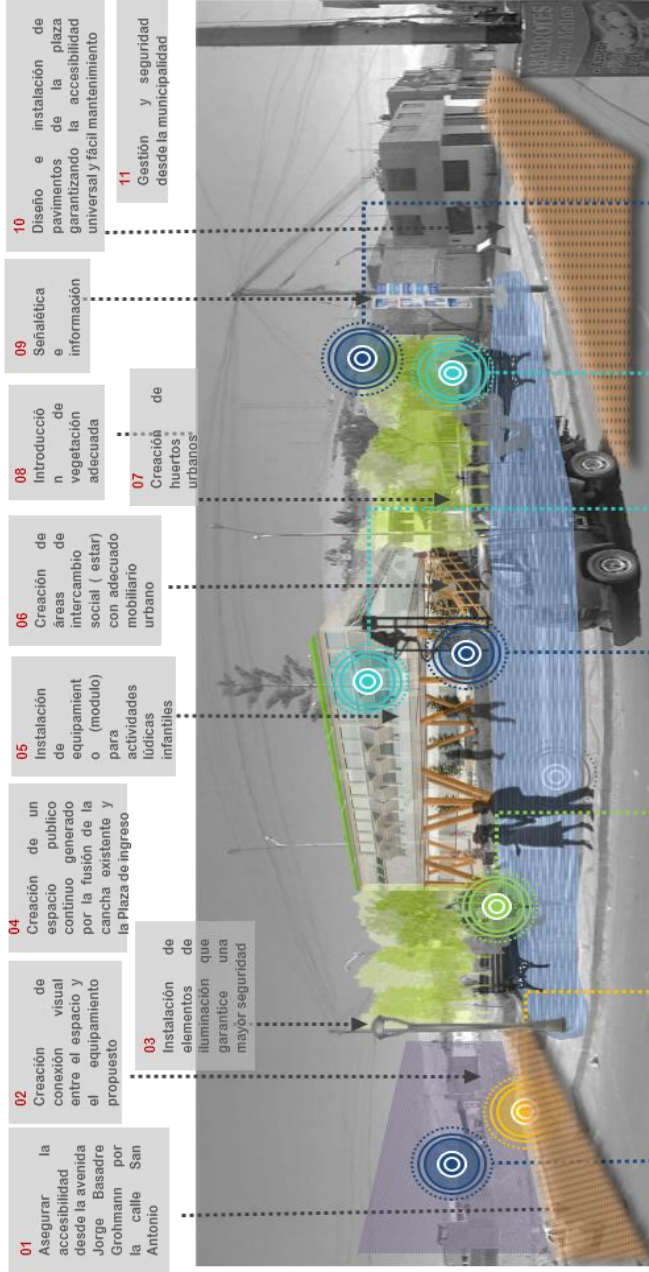 01
Asegurar la
accesibilidad
desde la avenida
Jorge Basadre
Grohmann por
la calle San
Antonio
02
Creación de
conexión visual
entre el espacio y
el equipamiento
propuesto
03
Instalación de
elementos de
iluminación que
garantice una
mayor seguridad
04
Creación de un
espacio publico
continuo generado
por la fusión de la
cancha existente y
la Plaza de ingreso
05
Instalación
de
equipamient
o (modulo)
para
actividades
lúdicas
infantiles
06
Creación de
áreas de
intercambio
social ( estar)
con adecuado
mobiliario
urbano
07
Creación de
huertos
urbanos
08
Introducció
n de
vegetación
adecuada
09
Señalética
e
información
10
Diseño e instalación de
pavimentos de la plaza
garantizando la accesibilidad
universal y fácil mantenimiento
11
Gestión y seguridad
desde la municipalidad